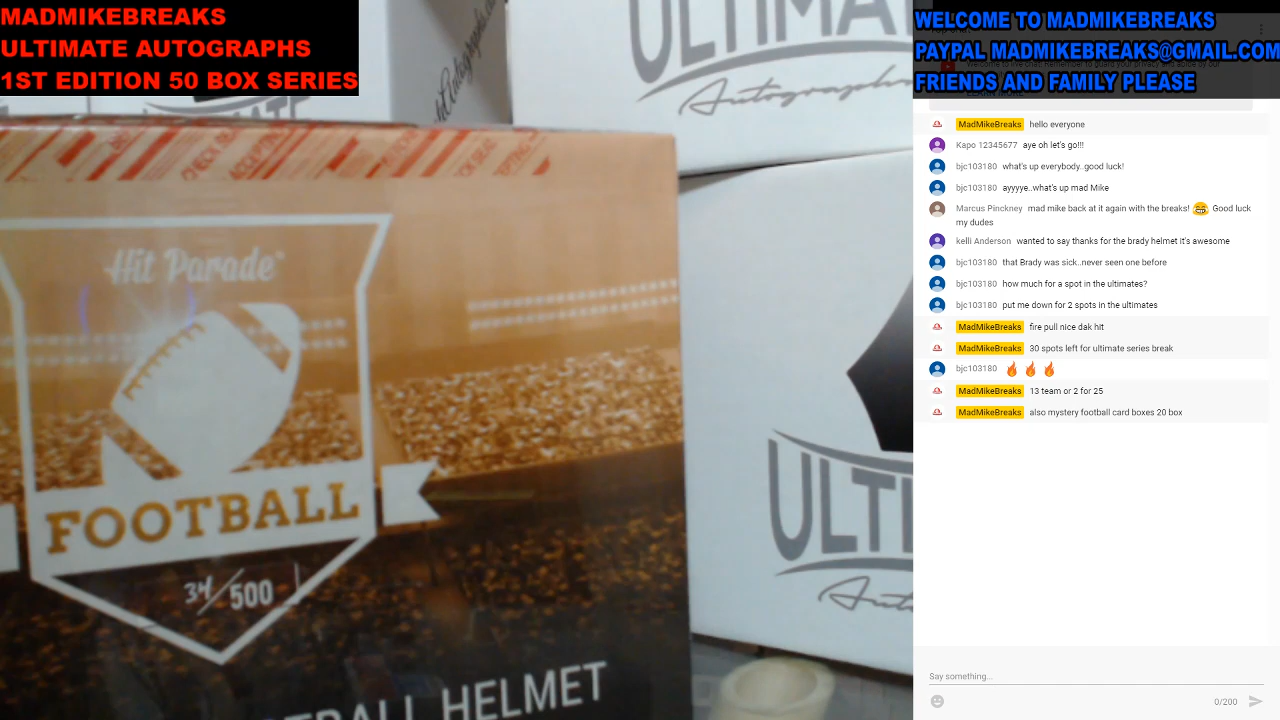 MADMIKEBREAKS
ULTIMATE AUTOGRAPHS
1ST EDITION 50 BOX SERIES
ULTIMA
Autographs
Hit Parade
FOOTBALL
34/500
HELMET
ULTI
WELCOME TO MADMIKEBREAKS
PAYPAL MADMIKEBREAKS@GMAIL.COM
FRIENDS AND FAMILY PLEASE
MadMikeBreaks hello everyone
Kapo 12345677 aye oh let's go!!!
bjc103180 what's up everybody..good luck!
bjc103180 ayyyye..what's up mad Mike
Marcus Pinckney mad mike back at it again with the breaks! 😂 Good luck
my dudes
kelli Anderson wanted to say thanks for the brady helmet it's awesome
bjc103180 that Brady was sick..never seen one before
bjc103180 how much for a spot in the ultimates?
bjc103180 put me down for 2 spots in the ultimates
MadMikeBreaks fire pull nice dak hit
MadMikeBreaks 30 spots left for ultimate series break
bjc103180 🔥 🔥 🔥
MadMikeBreaks 13 team or 2 for 25
MadMikeBreaks also mystery football card boxes 20 box
Say something...
0/200